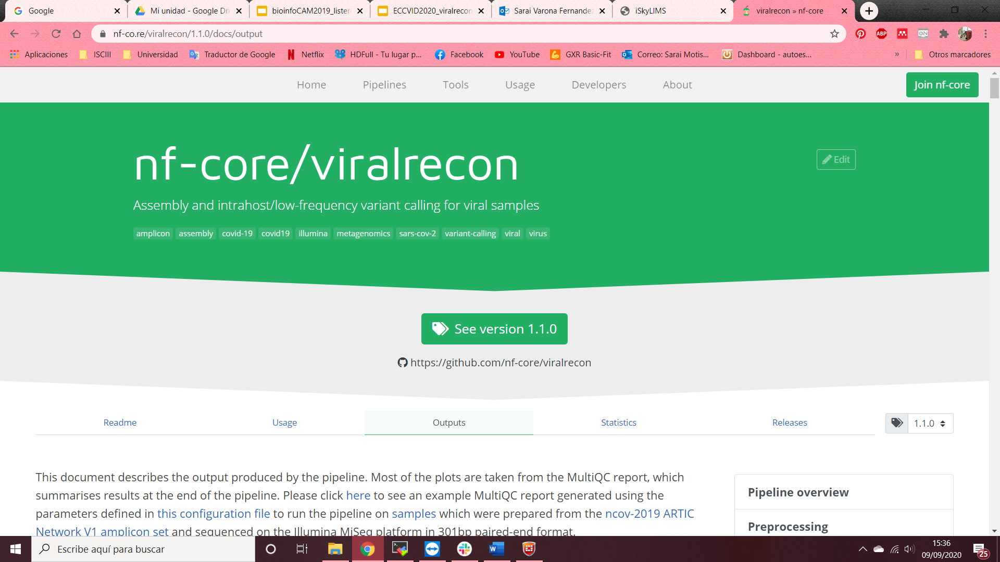 Google
Mi unidad - Google Dri
bioinfoCAM2019_listeri
ECCVID2020_viralrecon
Sarai Varona Fernandez
iSkyLIMS
viralrecon » nf-core
nf-co.re/viralrecon/1.1.0/docs/output
ABP
ON
Aplicaciones
ISCIII
Universidad
Traductor de Google
Netflix
HDFull - Tu lugar p...
Facebook
YouTube
GXR Basic-Fit
Correo: Sarai Motis...
Dashboard - autoes...
»
Otros marcadores
Home
Pipelines
Tools
Usage
Developers
About
Join nf-core
nf-core/viralrecon
Edit
Assembly and intrahost/low-frequency variant calling for viral samples
amplicon assembly covid-19 covid19 illumina metagenomics sars-cov-2 variant-calling viral virus
See version 1.1.0
https://github.com/nf-core/viralrecon
Readme
Usage
Outputs
Statistics
Releases
1.1.0
This document describes the output produced by the pipeline. Most of the plots are taken from the MultiQC report, which
summarises results at the end of the pipeline. Please click here to see an example MultiQC report generated using the
parameters defined in this configuration file to run the pipeline on samples which were prepared from the ncov-2019 ARTIC
Network V1 amplicon set and sequenced on the Illumina MiSeq platform in 301bp paired-end format.
Pipeline overview
Preprocessing
Escribe aquí para buscar
15:36
09/09/2020
25